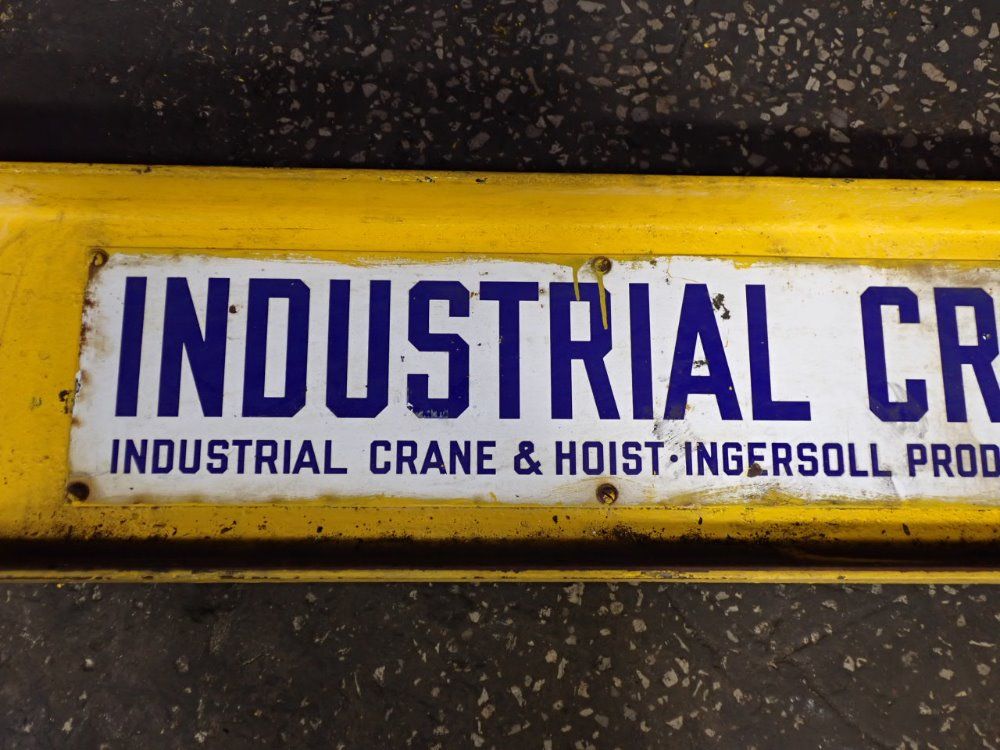 INDUSTRIAL CR
INDUSTRIAL CRANE & HOIST·INGERSOLL PROD